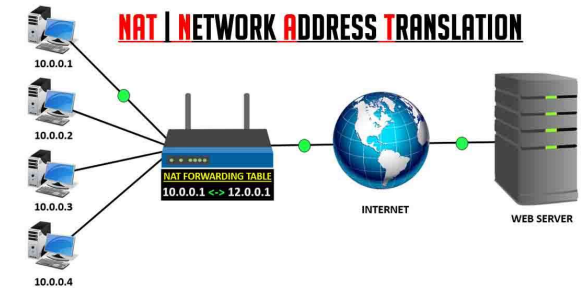 NAT | NETWORK ADDRESS TRANSLATION
10.0.0.1
10.0.0.2
10.0.0.3
10.0.0.4
NAT FORWARDING TABLE
10.0.0.1 <-> 12.0.0.1
INTERNET
WEB SERVER